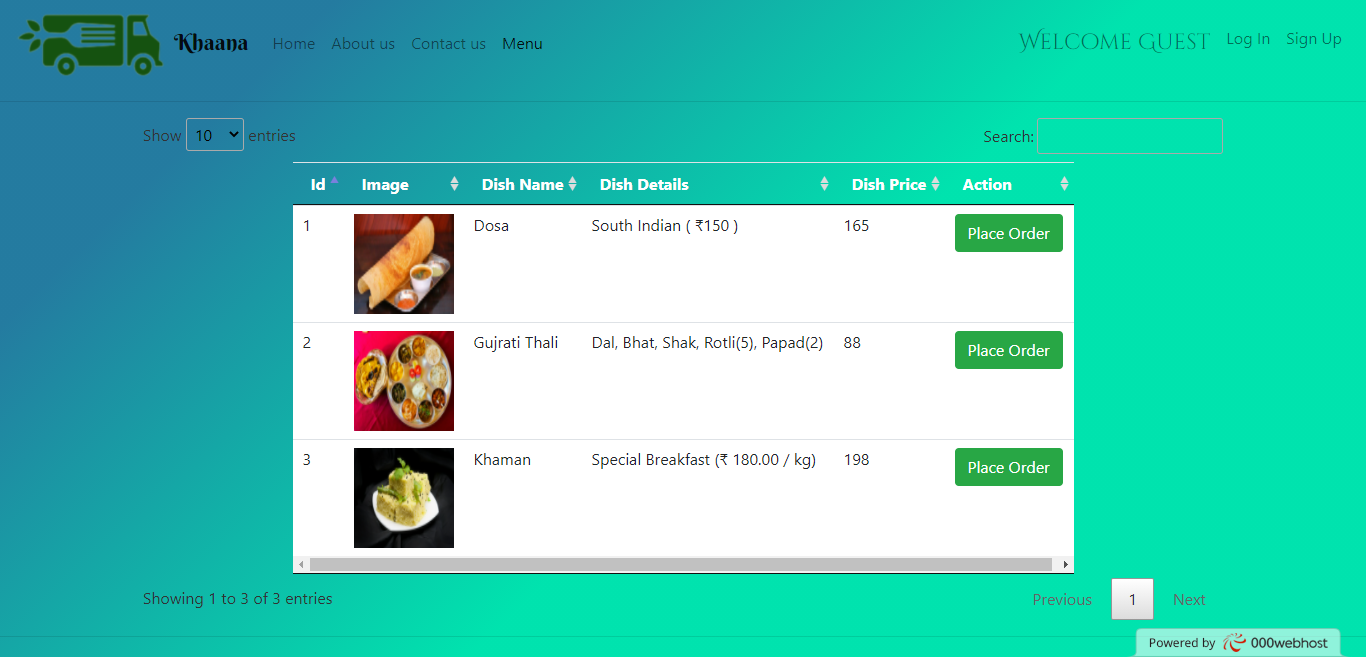 Khaana Home About us Contact us Menu Welcome Guest Log In Sign Up
Show 10 entries Search:
Id Image Dish Name Dish Details Dish Price Action
1 Dosa South Indian ( ₹150 ) 165 Place Order
2 Gujrati Thali Dal, Bhat, Shak, Rotli(5), Papad(2) 88 Place Order
3 Khaman Special Breakfast (₹ 180.00 / kg) 198 Place Order
Showing 1 to 3 of 3 entries Previous 1 Next
Powered by 000webhost